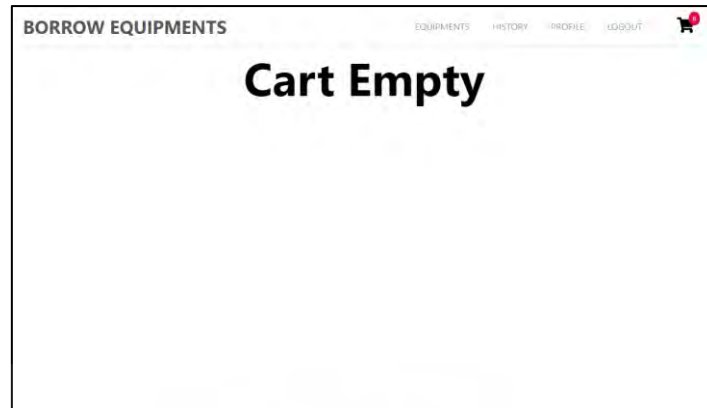 BORROW EQUIPMENTS EQUIPMENTS HISTORY PROFILE LOGOUT 0
Cart Empty